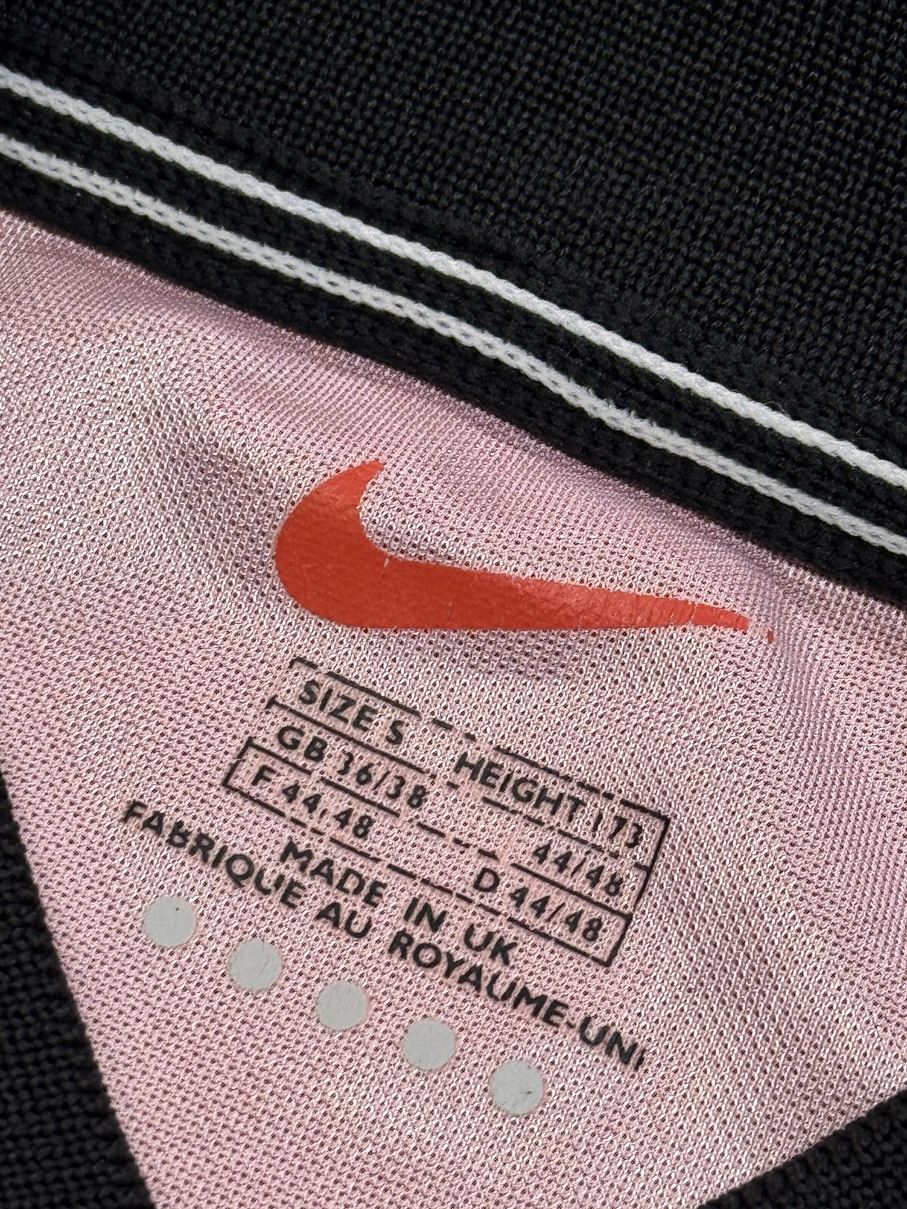 SIZE S HEIGHT 173
GB 36/38 44/48
F 44/48 D 44/48
MADE IN UK
FABRIQUE AU ROYAUME-UNI